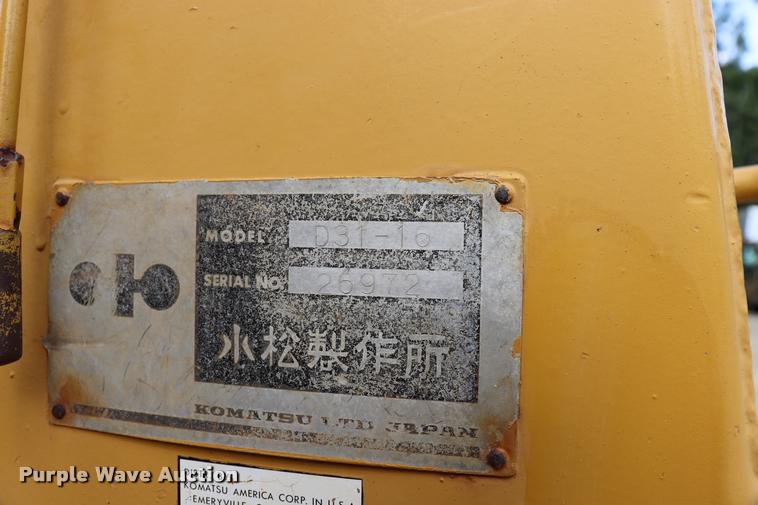 MODEL D31-16
SERIAL NO. 26972
小松製作所
KOMATSU LTD JAPAN
KOMATSU AMERICA CORP. IN U.S.A.
EMERYVILLE
Purple Wave Auction